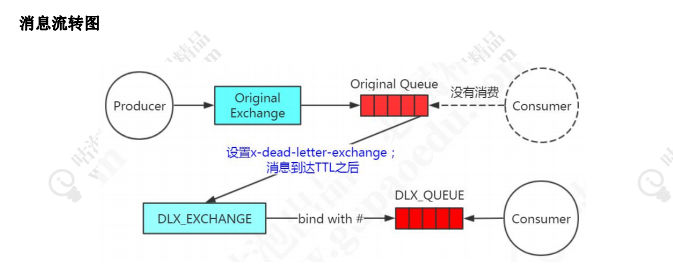 消息流转图
Original Queue
没有消费
Producer
Original
Exchange
Consumer
设置x-dead-letter-exchange；
消息到达TTL之后
DLX_QUEUE
DLX_EXCHANGE
bind with #
Consumer